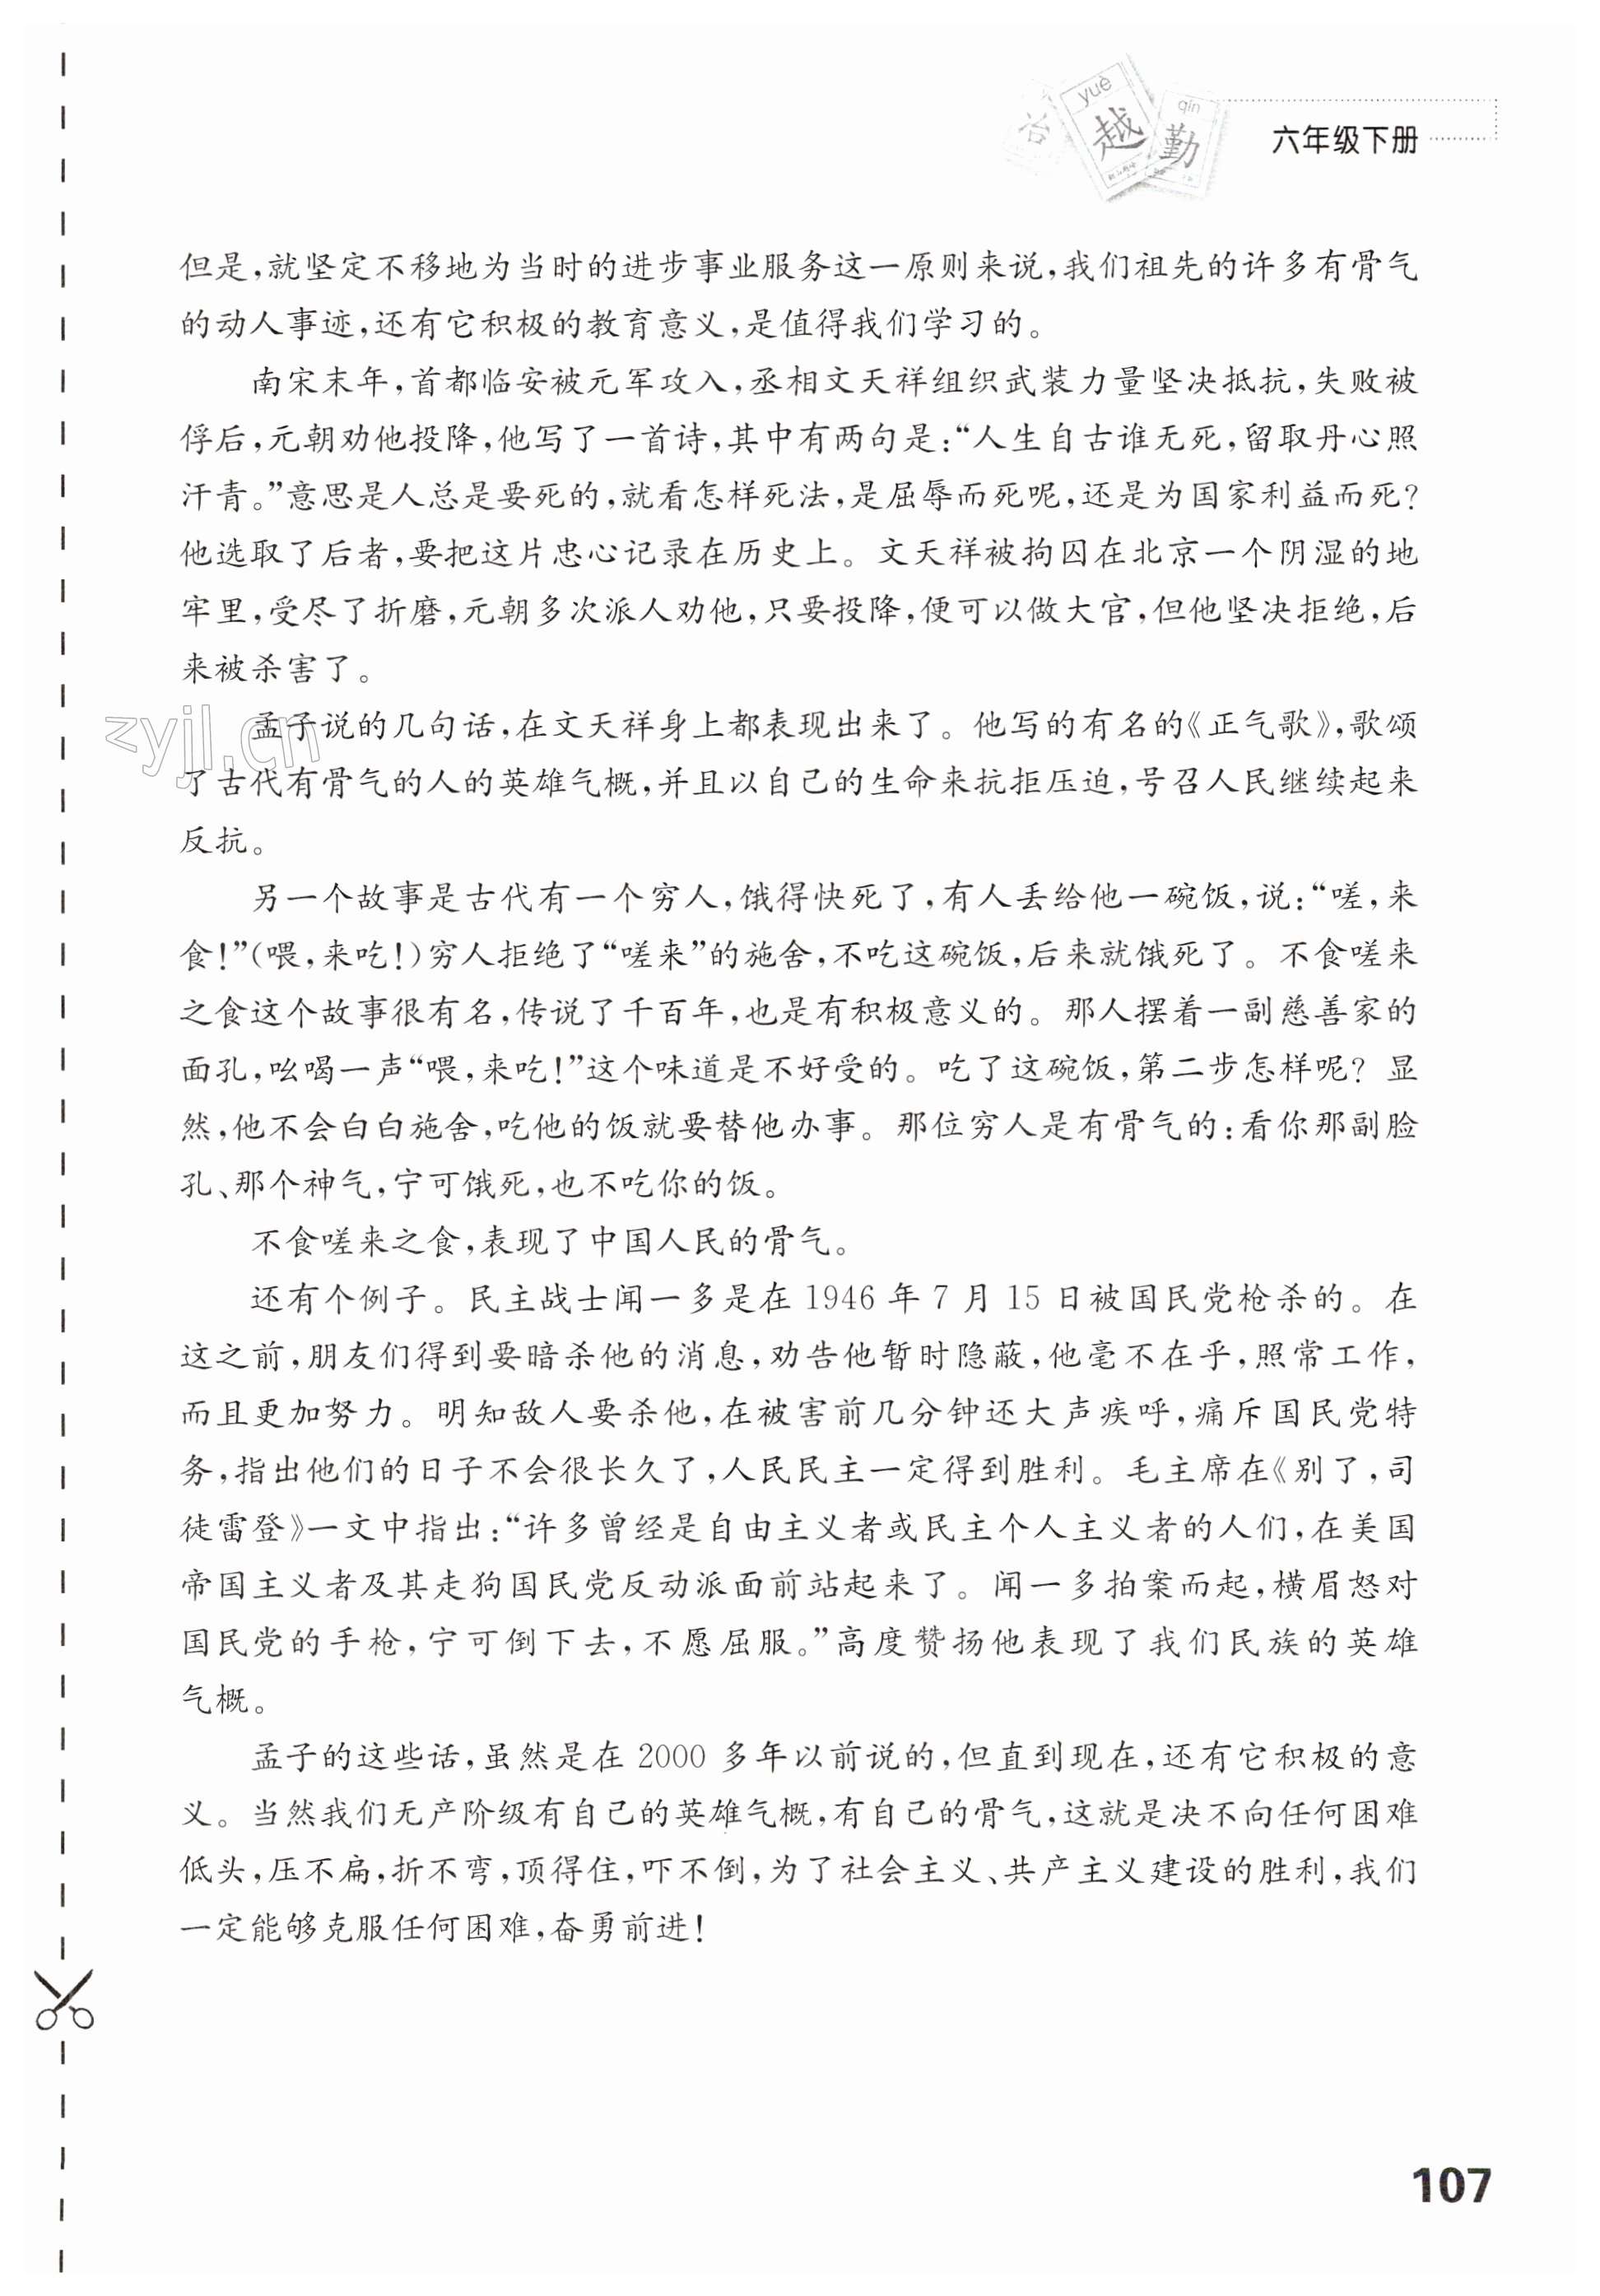 yuè
越
qín
勤
六年级下册
但是,就坚定不移地为当时的进步事业服务这一原则来说,我们祖先的许多有骨气
的动人事迹,还有它积极的教育意义,是值得我们学习的。
南宋末年,首都临安被元军攻入,丞相文天祥组织武装力量坚决抵抗,失败被
俘后,元朝劝他投降,他写了一首诗,其中有两句是:“人生自古谁无死,留取丹心照
汗青。”意思是人总是要死的,就看怎样死法,是屈辱而死呢,还是为国家利益而死?
他选取了后者,要把这片忠心记录在历史上。文天祥被拘囚在北京一个阴湿的地
牢里,受尽了折磨,元朝多次派人劝他,只要投降,便可以做大官,但他坚决拒绝,后
来被杀害了。
孟子说的几句话,在文天祥身上都表现出来了。他写的有名的《正气歌》,歌颂
了古代有骨气的人的英雄气概,并且以自己的生命来抗拒压迫,号召人民继续起来
反抗。
另一个故事是古代有一个穷人,饿得快死了,有人丢给他一碗饭,说:“嗟,来
食!”(喂,来吃!)穷人拒绝了“嗟来”的施舍,不吃这碗饭,后来就饿死了。不食嗟来
之食这个故事很有名,传说了千百年,也是有积极意义的。那人摆着一副慈善家的
面孔,吆喝一声“喂,来吃!”这个味道是不好受的。吃了这碗饭,第二步怎样呢?显
然,他不会白白施舍,吃他的饭就要替他办事。那位穷人是有骨气的:看你那副脸
孔、那个神气,宁可饿死,也不吃你的饭。
不食嗟来之食,表现了中国人民的骨气。
还有个例子。民主战士闻一多是在 1946 年 7 月 15 日被国民党枪杀的。在
这之前,朋友们得到要暗杀他的消息,劝告他暂时隐蔽,他毫不在乎,照常工作,
而且更加努力。明知敌人要杀他,在被害前几分钟还大声疾呼,痛斥国民党特
务,指出他们的日子不会很长久了,人民民主一定得到胜利。毛主席在《别了,司
徒雷登》一文中指出:“许多曾经是自由主义者或民主个人主义者的人们,在美国
帝国主义者及其走狗国民党反动派面前站起来了。闻一多拍案而起,横眉怒对
国民党的手枪,宁可倒下去,不愿屈服。”高度赞扬他表现了我们民族的英雄
气概。
孟子的这些话,虽然是在 2000 多年以前说的,但直到现在,还有它积极的意
义。当然我们无产阶级有自己的英雄气概,有自己的骨气,这就是决不向任何困难
低头,压不扁,折不弯,顶得住,吓不倒,为了社会主义、共产主义建设的胜利,我们
一定能够克服任何困难,奋勇前进!
zyjl.cn
107